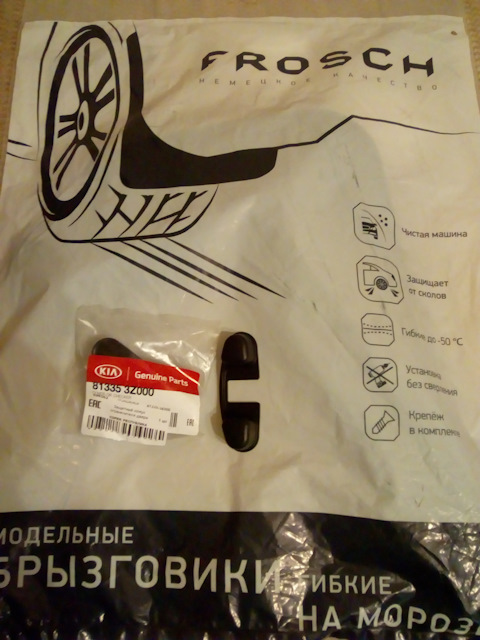 FROSCH
НЕМЕЦКОЕ КАЧЕСТВО
Чистая машина
Защищает
от сколов
Гибкие до -50 °C
Установка
без сверления
Крепёж
в комплекте
KIA Genuine Parts
81335 3Z000
EAC
МОДЕЛЬНЫЕ
БРЫЗГОВИКИ ГИБКИЕ
НА МОРОЗ